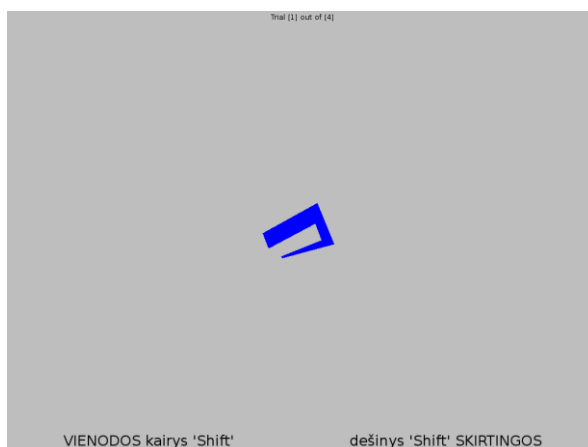 Trial [1] out of [4]
VIENODOS kairys 'Shift'
dešinys 'Shift' SKIRTINGOS